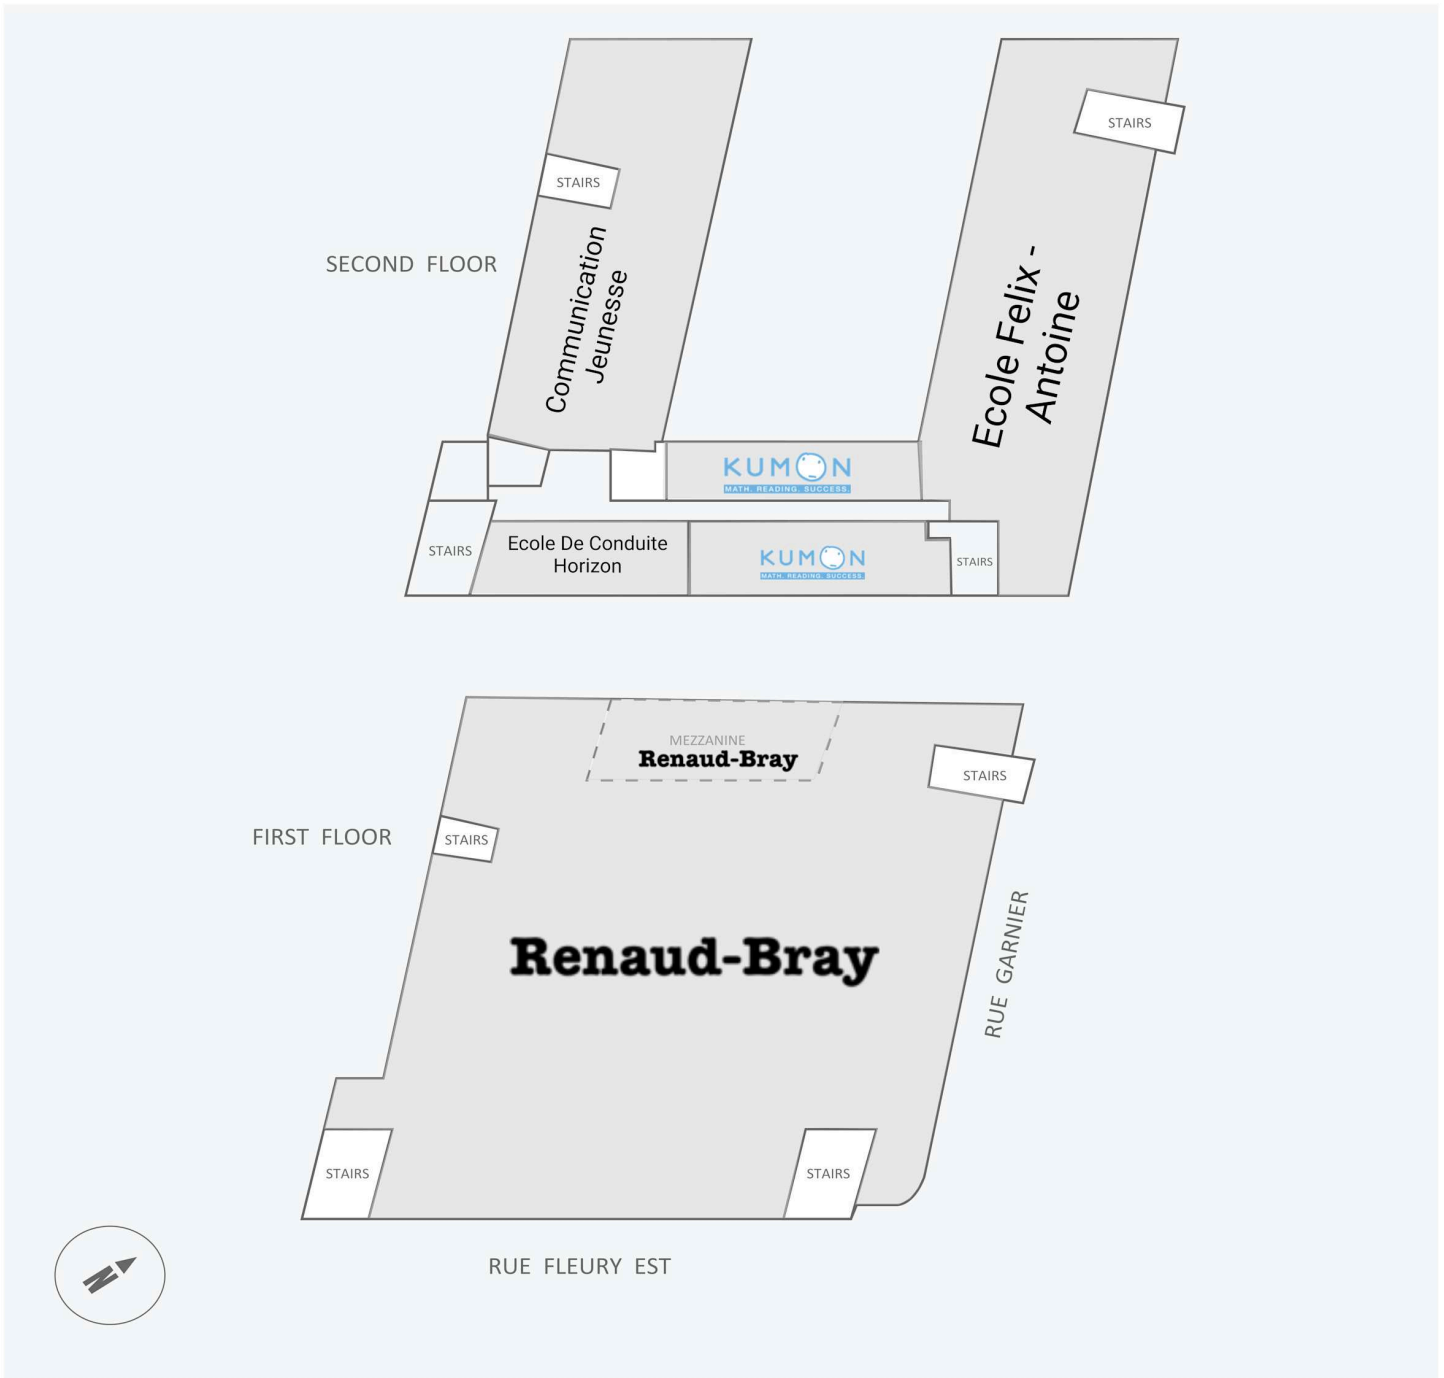 STAIRS
STAIRS
SECOND FLOOR
Communication
Jeunesse
Ecole Felix -
Antoine
KUMON
MATH. READING. SUCCESS.
STAIRS
Ecole De Conduite
Horizon
KUMON
MATH. READING. SUCCESS.
STAIRS
MEZZANINE
Renaud-Bray
STAIRS
FIRST FLOOR
STAIRS
RUE GARNIER
Renaud-Bray
STAIRS
STAIRS
RUE FLEURY EST
N